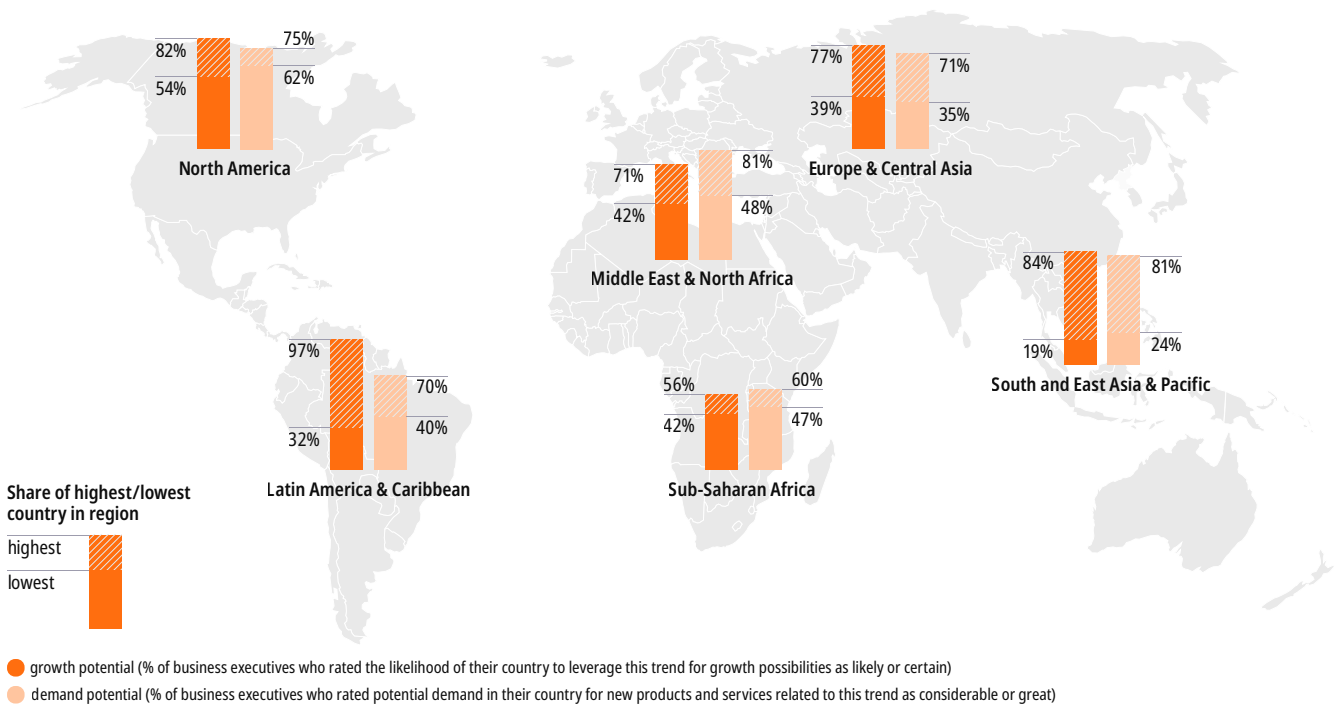 82%
54%
75%
62%
North America
77%
39%
71%
35%
Europe & Central Asia
71%
42%
81%
48%
Middle East & North Africa
84%
19%
81%
24%
South and East Asia & Pacific
97%
32%
70%
40%
Latin America & Caribbean
56%
42%
60%
47%
Sub-Saharan Africa
Share of highest/lowest
country in region
highest
lowest
growth potential (% of business executives who rated the likelihood of their country to leverage this trend for growth possibilities as likely or certain)
demand potential (% of business executives who rated potential demand in their country for new products and services related to this trend as considerable or great)